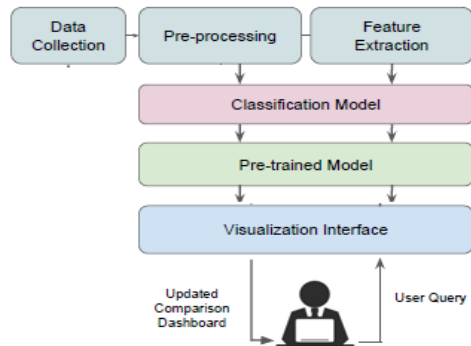 Data
Collection
Pre-processing
Feature
Extraction
Classification Model
Pre-trained Model
Visualization Interface
Updated
Comparison
Dashboard
User Query